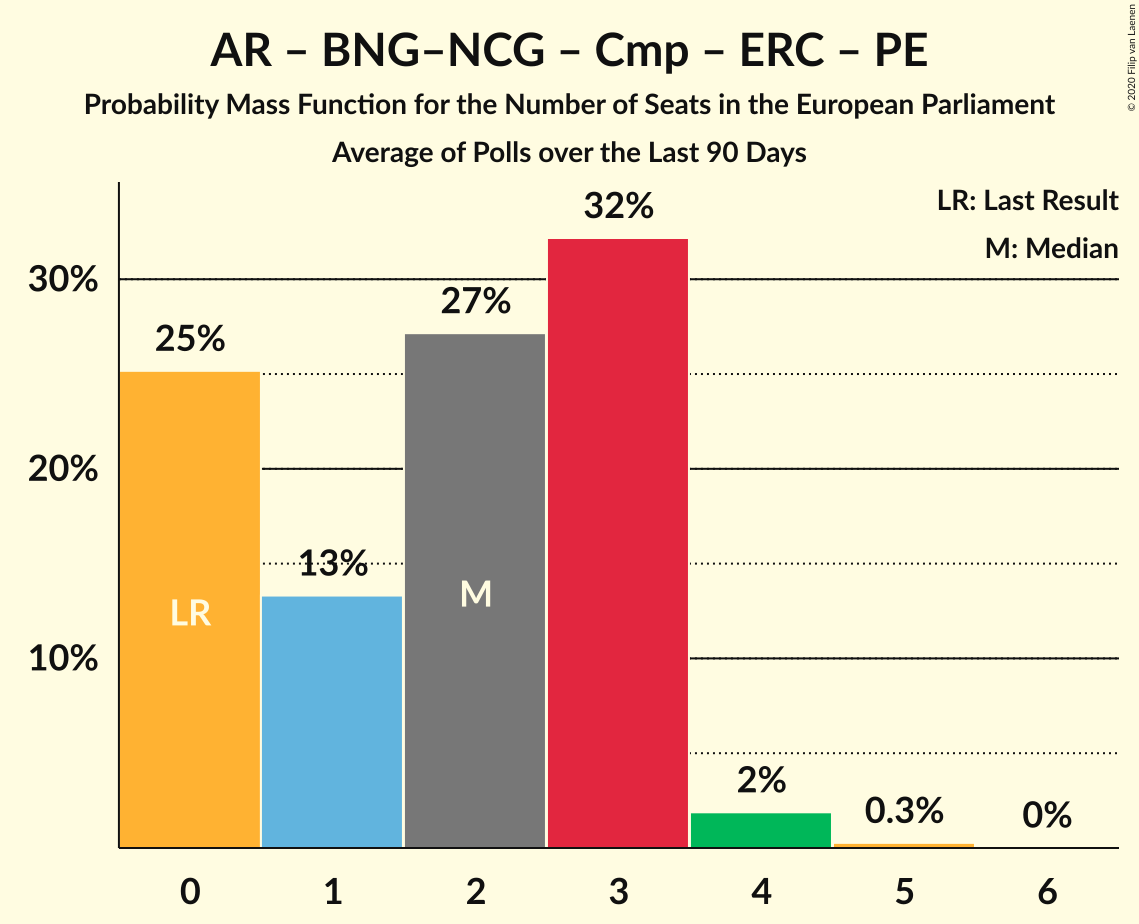 AR – BNG–NCG – Cmp – ERC – PE
Probability Mass Function for the Number of Seats in the European Parliament
Average of Polls over the Last 90 Days
© 2020 Filip van Laenen
LR: Last Result
M: Median
32%
30%
27%
25%
20%
13%
10%
LR
M
2%
0.3%
0%
0 1 2 3 4 5 6